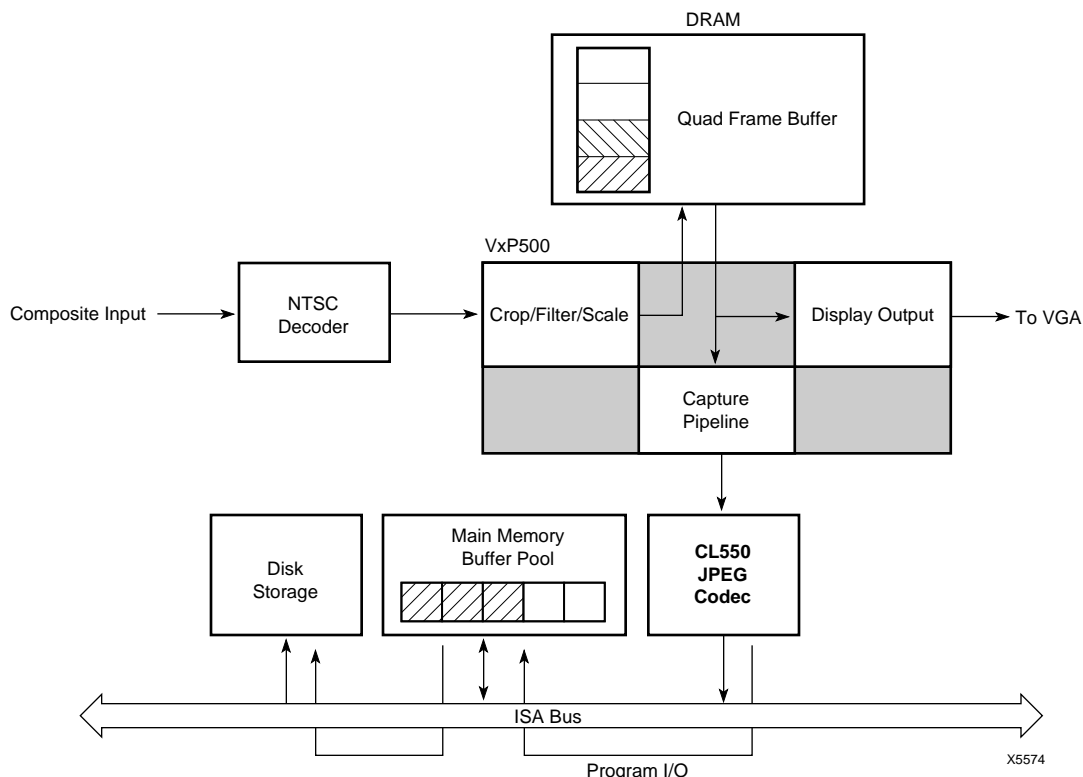 DRAM
Quad Frame Buffer
VxP500
Composite Input
NTSC
Decoder
Crop/Filter/Scale
Display Output
To VGA
Capture
Pipeline
Disk
Storage
Main Memory
Buffer Pool
CL550
JPEG
Codec
ISA Bus
Program I/O
X5574